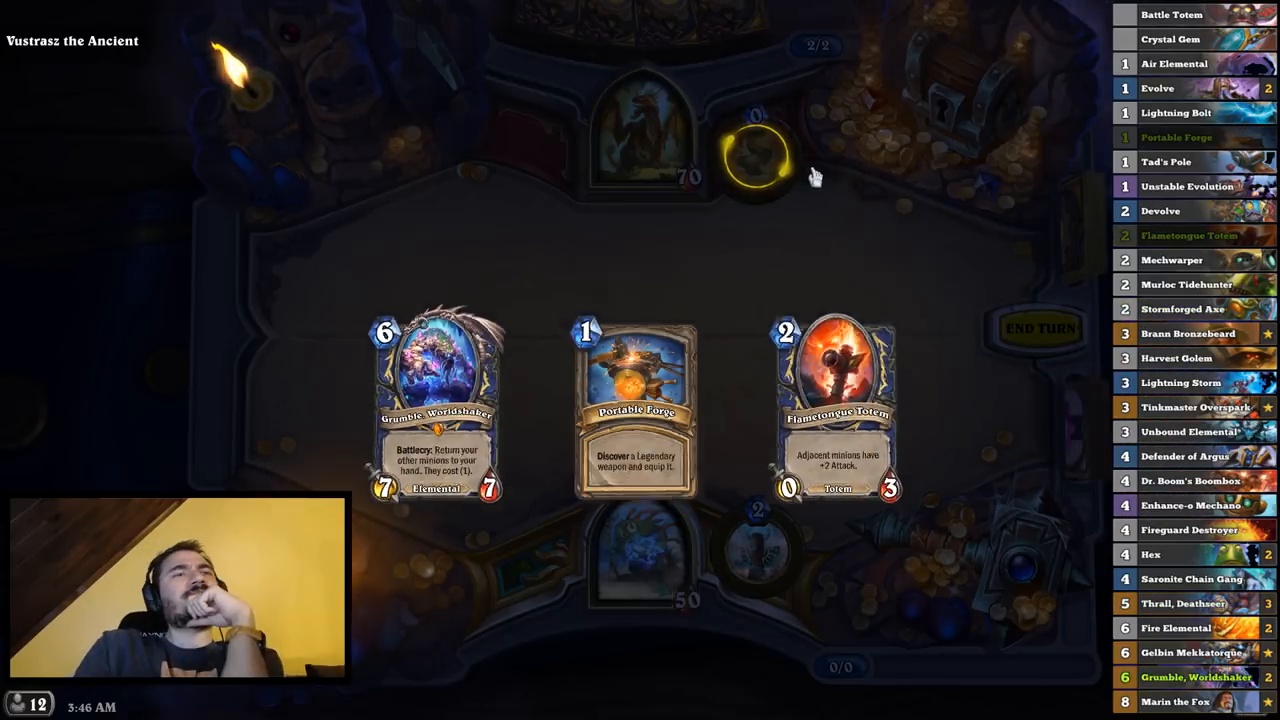 Vustrasz the Ancient
2/2
0
70
6
Grumble, Worldshaker
Battlecry: Return your
other minions to your
hand. They cost (1).
7
Elemental
7
1
Portable Forge
Discover a Legendary
weapon and equip it.
2
Flametongue Totem
Adjacent minions have
+2 Attack.
0
Totem
3
END TURN
2
50
0/0
12
3:46 AM
Battle Totem
Crystal Gem
1 Air Elemental
1 Evolve 2
1 Lightning Bolt
1 Portable Forge
1 Tad's Pole
1 Unstable Evolution
2 Devolve
2 Flametongue Totem
2 Mechwarper
2 Murloc Tidehunter
2 Stormforged Axe
3 Brann Bronzebeard
3 Harvest Golem
3 Lightning Storm
3 Tinkmaster Overspark
3 Unbound Elemental
4 Defender of Argus
4 Dr. Boom's Boombox
4 Enhance-o Mechano
4 Fireguard Destroyer
4 Hex 2
4 Saronite Chain Gang
5 Thrall, Deathseer 3
6 Fire Elemental 2
6 Gelbin Mekkatorque
6 Grumble, Worldshaker 2
8 Marin the Fox